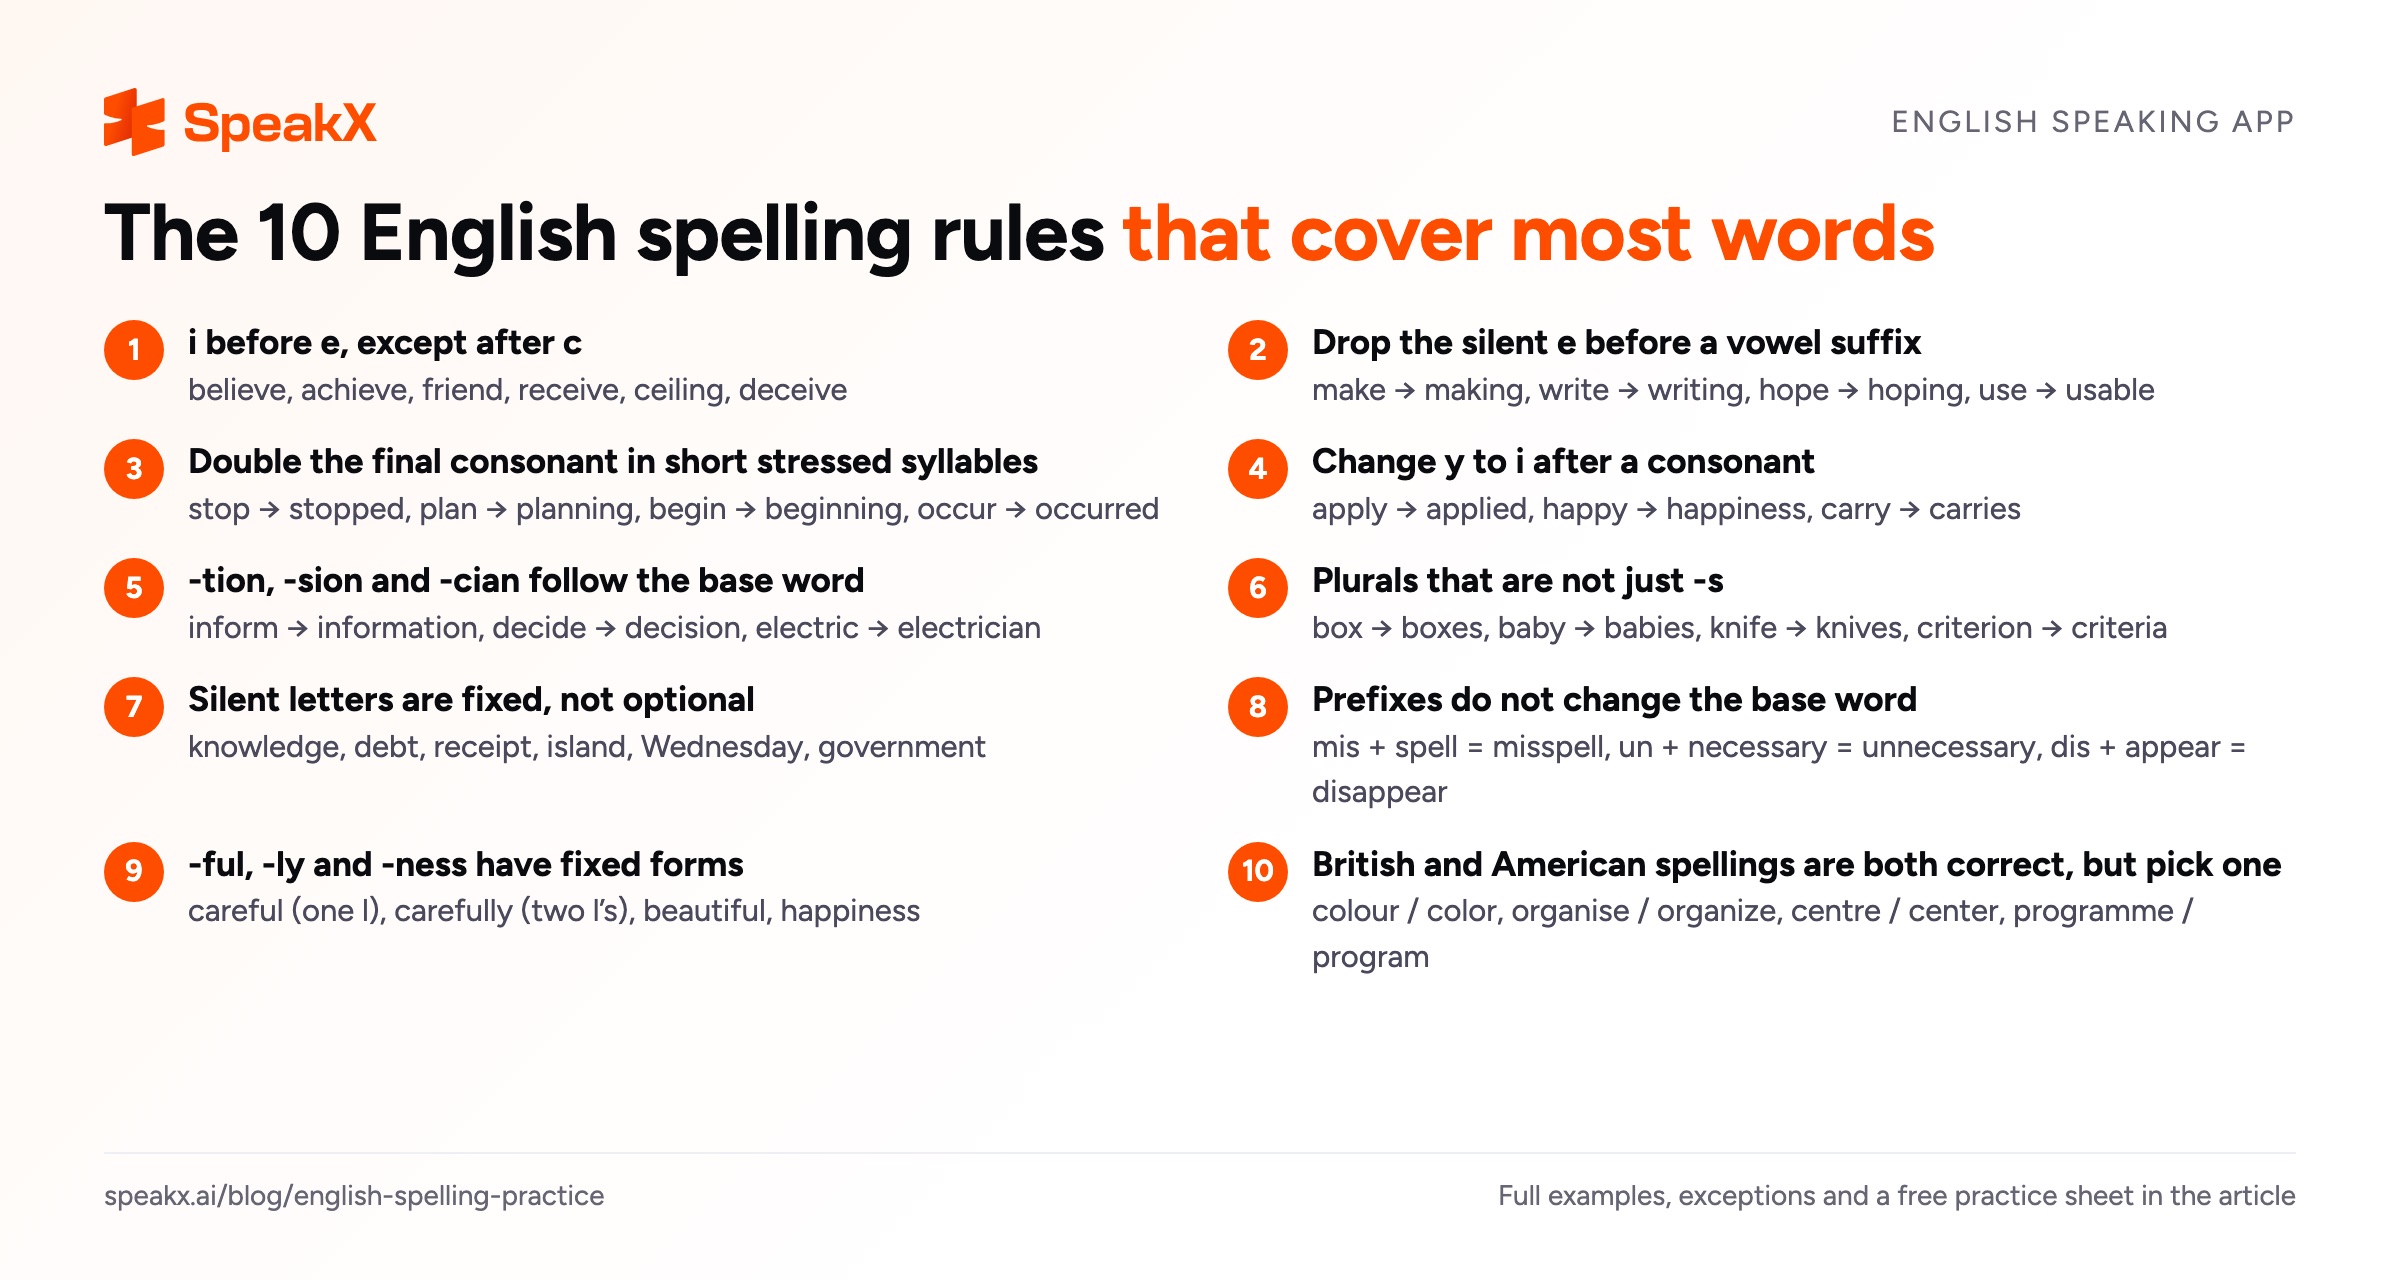 SpeakX
ENGLISH SPEAKING APP
The 10 English spelling rules that cover most words
1
i before e, except after c
believe, achieve, friend, receive, ceiling, deceive
2
Drop the silent e before a vowel suffix
make → making, write → writing, hope → hoping, use → usable
3
Double the final consonant in short stressed syllables
stop → stopped, plan → planning, begin → beginning, occur → occurred
4
Change y to i after a consonant
apply → applied, happy → happiness, carry → carries
5
-tion, -sion and -cian follow the base word
inform → information, decide → decision, electric → electrician
6
Plurals that are not just -s
box → boxes, baby → babies, knife → knives, criterion → criteria
7
Silent letters are fixed, not optional
knowledge, debt, receipt, island, Wednesday, government
8
Prefixes do not change the base word
mis + spell = misspell, un + necessary = unnecessary, dis + appear =
disappear
9
-ful, -ly and -ness have fixed forms
careful (one l), carefully (two l’s), beautiful, happiness
10
British and American spellings are both correct, but pick one
colour / color, organise / organize, centre / center, programme /
program
speakx.ai/blog/english-spelling-practice
Full examples, exceptions and a free practice sheet in the article